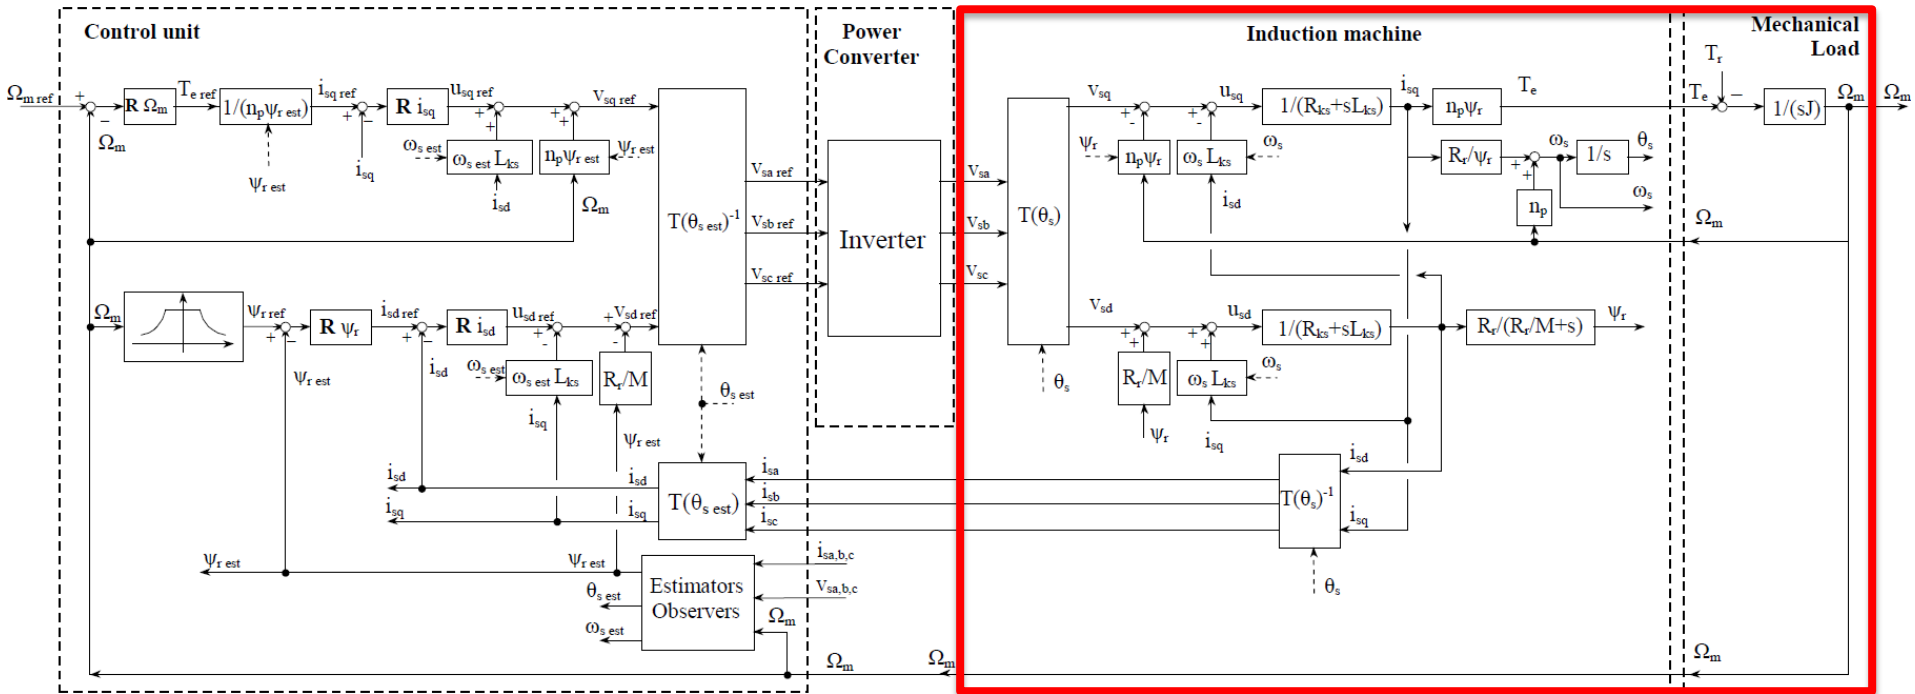 Control unit
Power
Converter
Induction machine
Mechanical
Load
Ωm ref
+
−
Ωm
R Ωm
Te ref
1/(npψr est)
ψr est
isq ref
+
−
isq
R isq
usq ref
+
+
ωs est
ωs est Lks
isd
+
+
npψr est
ψr est
Ωm
Vsq ref
T(θs est)-1
Vsa ref
Vsb ref
Vsc ref
Inverter
Vsa
Vsb
Vsc
T(θs)
θs
Vsq
+
-
ψr
npψr
+
-
usq
ωs Lks
ωs
isd
1/(Rks+sLks)
isq
npψr
Te
Rr/ψr
+
+
np
ωs
1/s
θs
ωs
Ωm
Tr
Te
−
1/(sJ)
Ωm
Ωm
Ωm
ψr ref
+
−
ψr est
R ψr
isd ref
+
−
isd
R isd
usd ref
+
-
ωs est
ωs est Lks
isq
+
-
Vsd ref
Rr/M
ψr est
θs est
Vsd
+
+
Rr/M
ψr
+
+
usd
ωs Lks
ωs
isq
1/(Rks+sLks)
Rr/(Rr/M+s)
ψr
isd
isd
isq
isq
T(θs est)
isa
isb
isc
T(θs)-1
isd
isq
θs
ψr est
ψr est
θs est
ωs est
Estimators
Observers
isa,b,c
Vsa,b,c
Ωm
Ωm
Ωm
Ωm